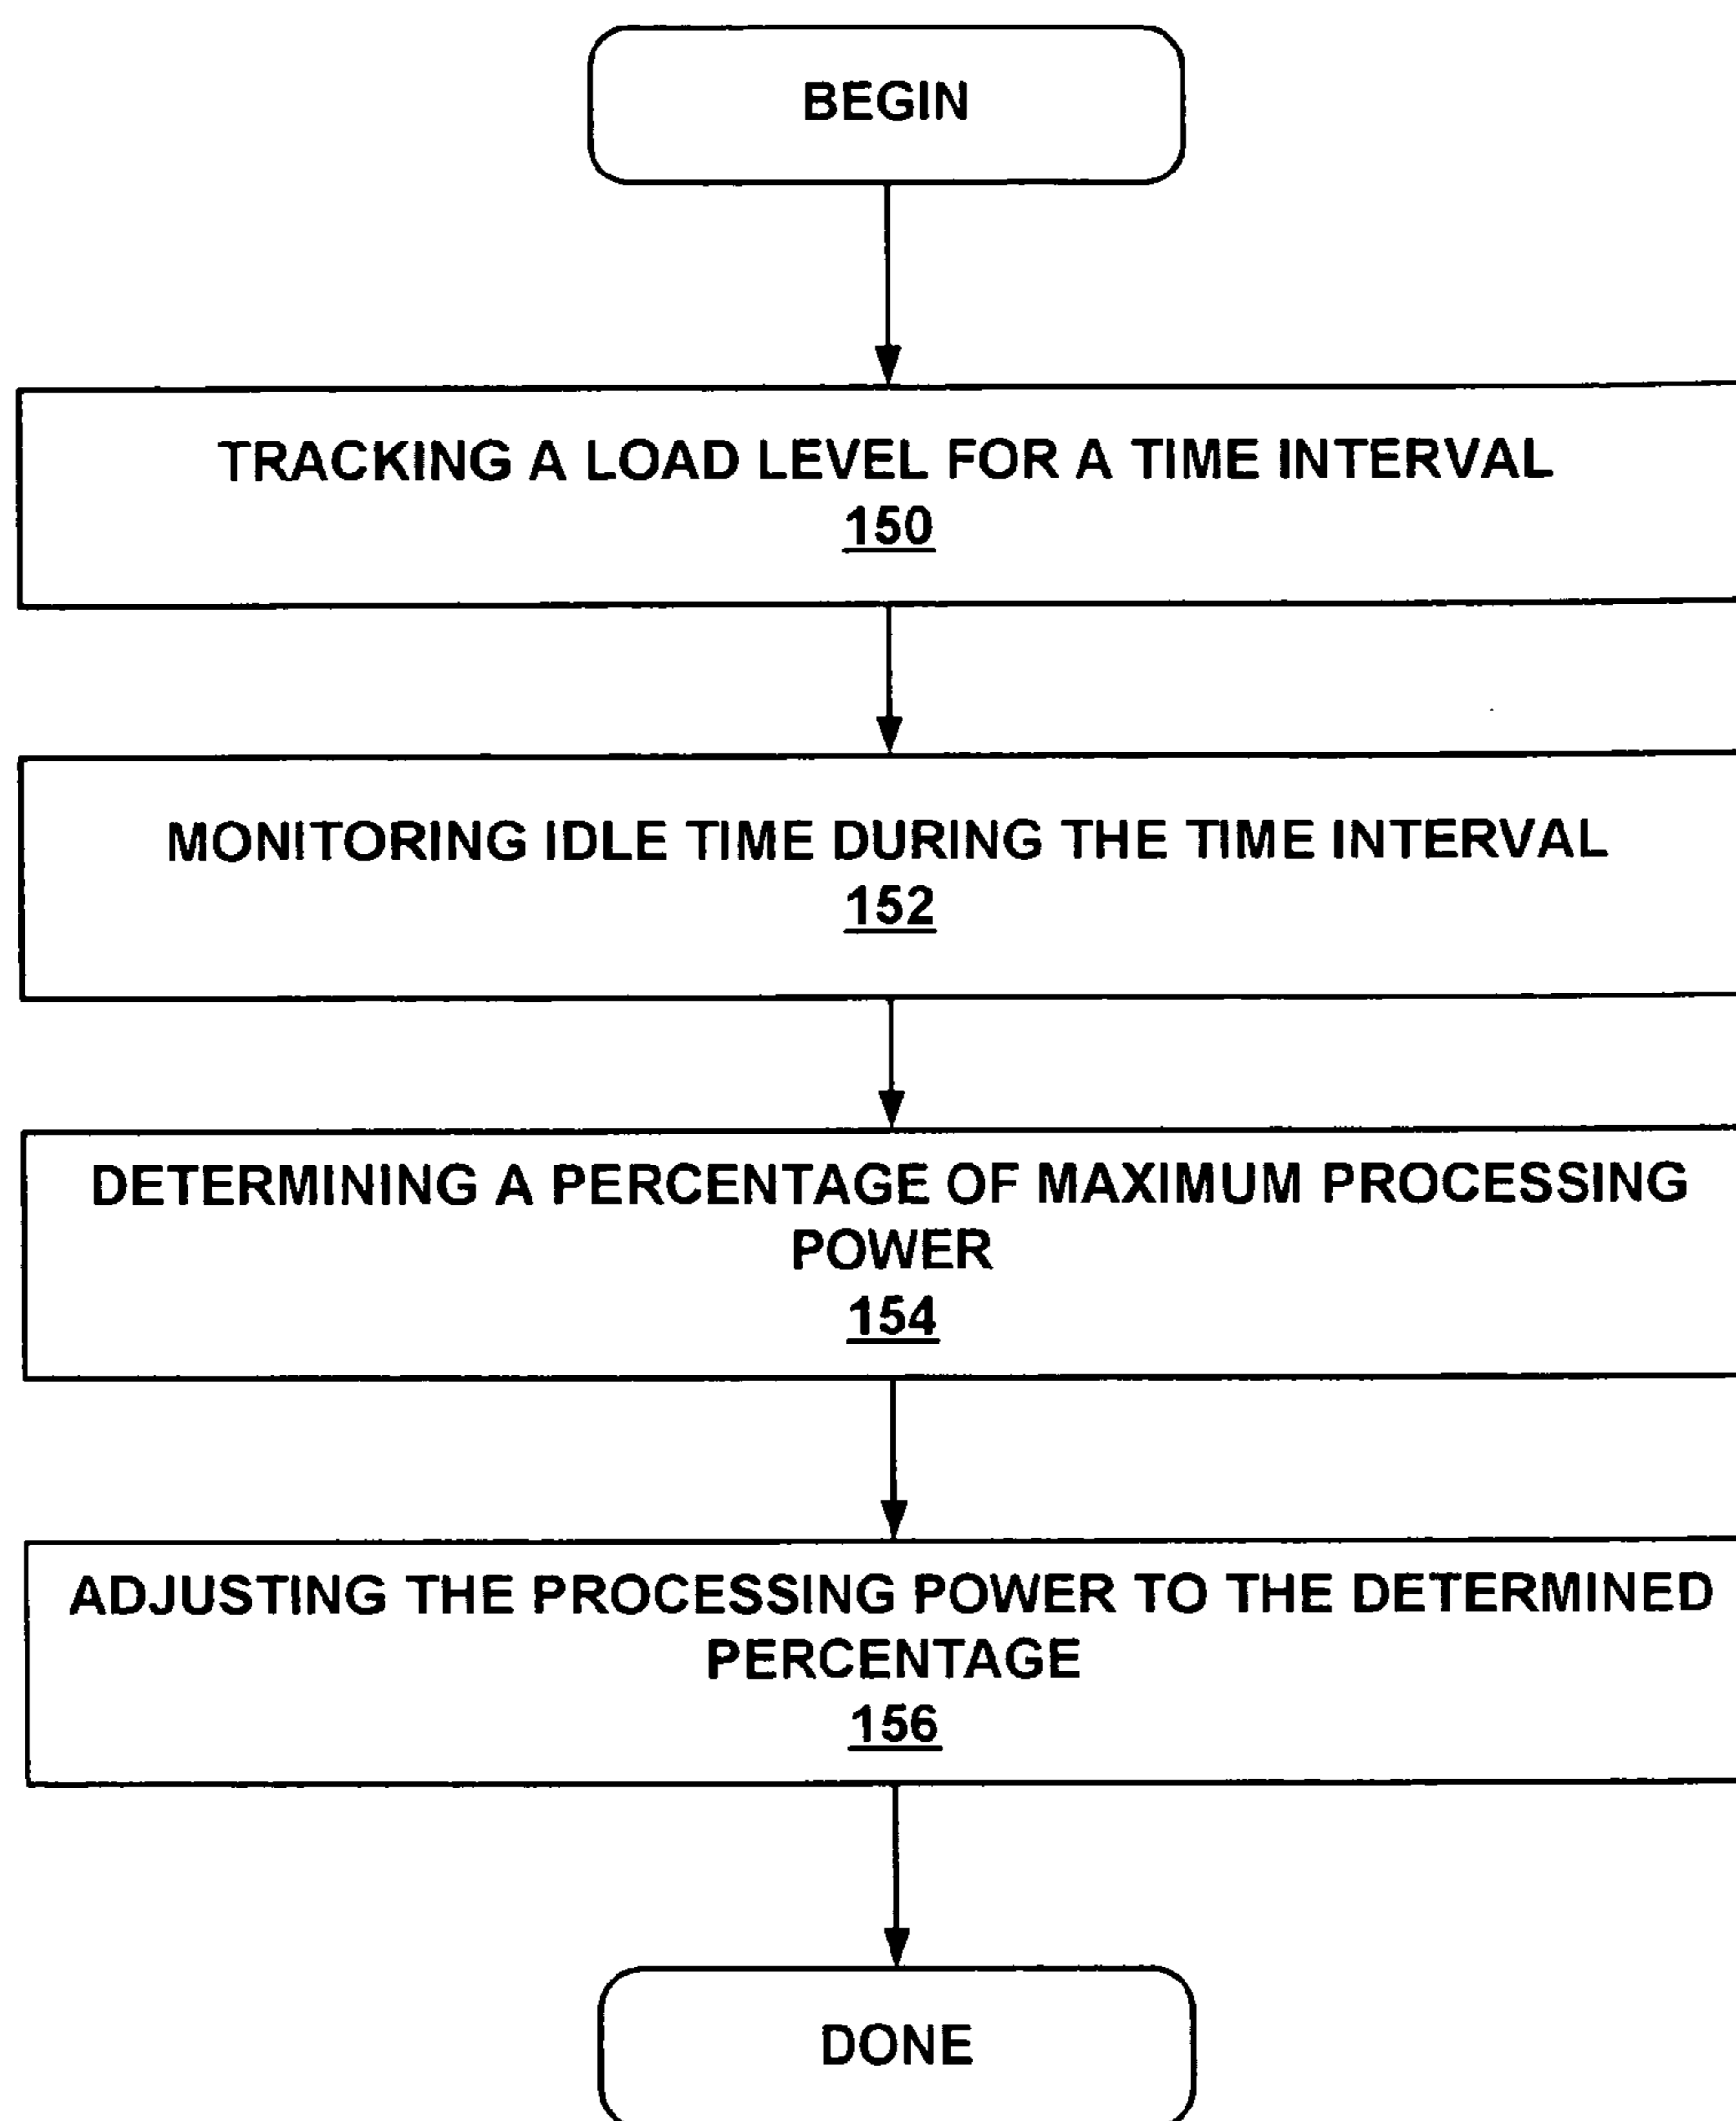 BEGIN
TRACKING A LOAD LEVEL FOR A TIME INTERVAL
150
MONITORING IDLE TIME DURING THE TIME INTERVAL
152
DETERMINING A PERCENTAGE OF MAXIMUM PROCESSING
POWER
154
ADJUSTING THE PROCESSING POWER TO THE DETERMINED
PERCENTAGE
156
DONE